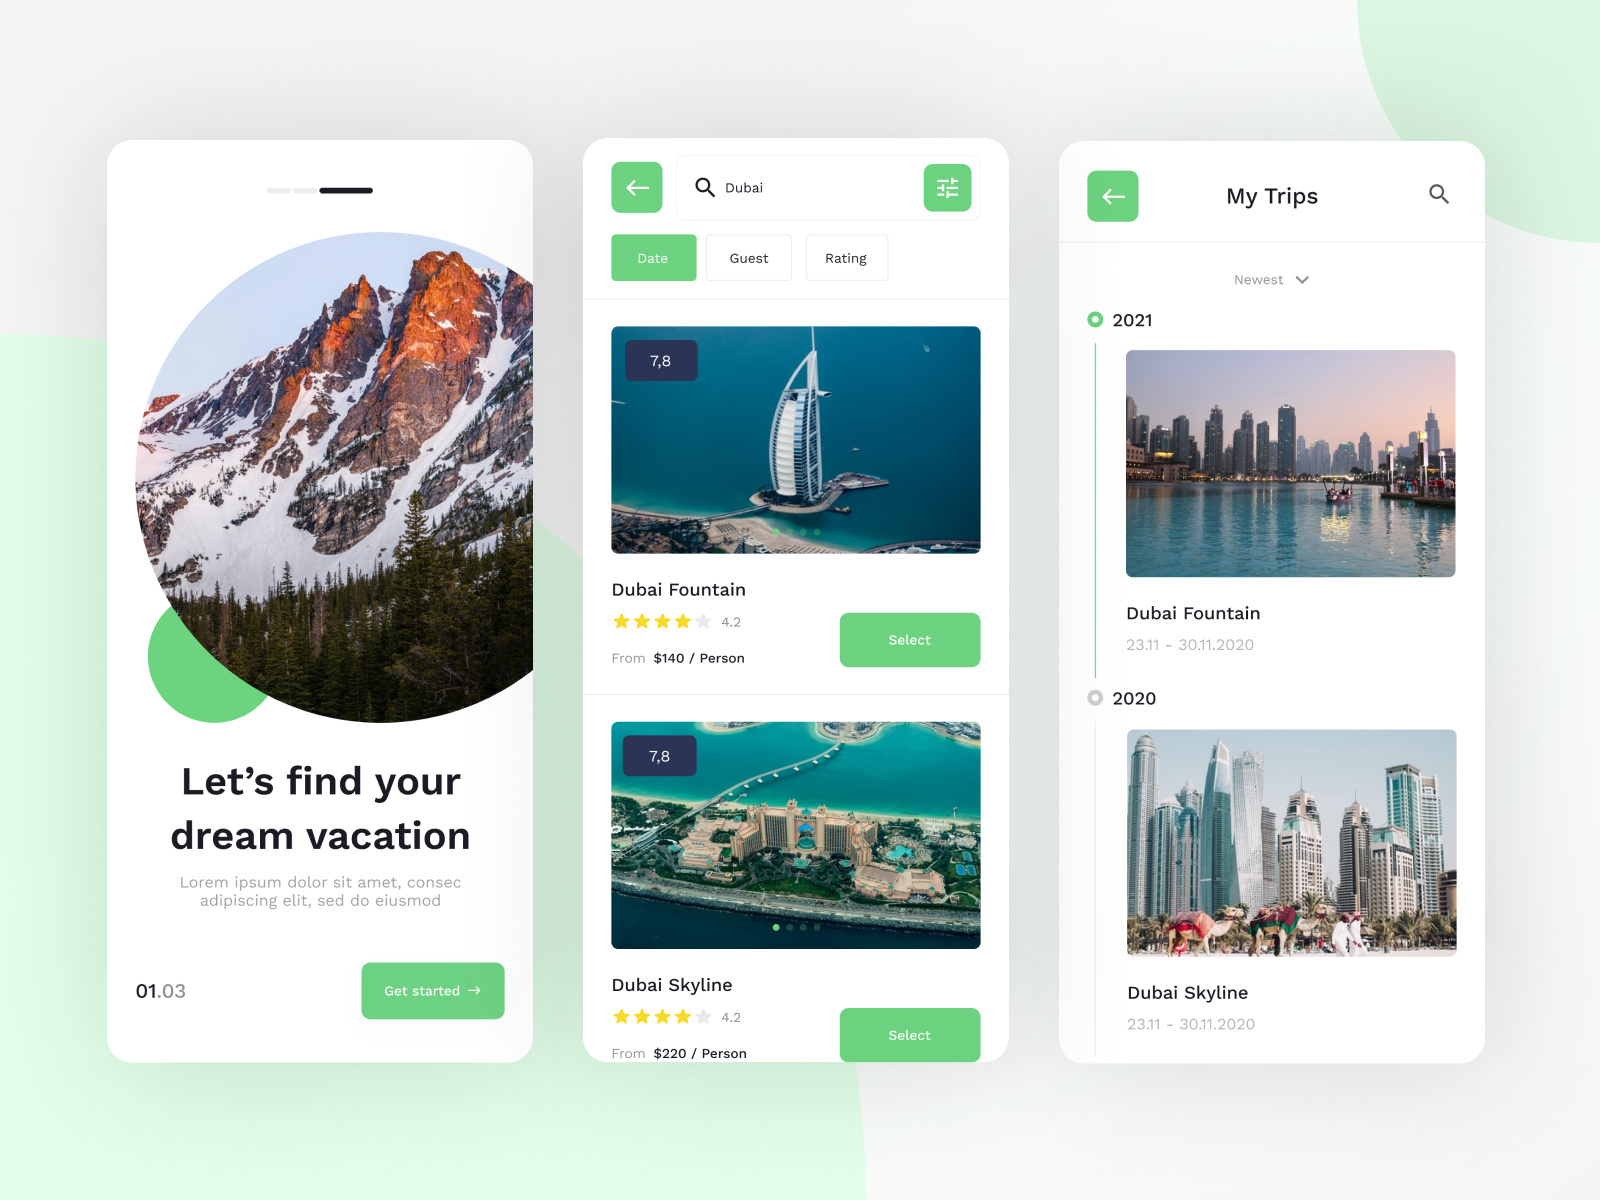 Let’s find your
dream vacation
Lorem ipsum dolor sit amet, consec
adipiscing elit, sed do eiusmod
01.03
Get started
Dubai
Date
Guest
Rating
7,8
Dubai Fountain
4.2
From $140 / Person
Select
7,8
Dubai Skyline
4.2
From $220 / Person
Select
My Trips
Newest
2021
Dubai Fountain
23.11 - 30.11.2020
2020
Dubai Skyline
23.11 - 30.11.2020